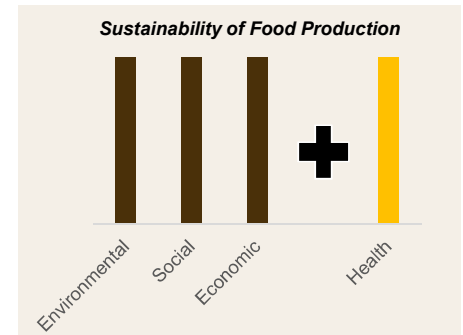 Sustainability of Food Production
Environmental
Social
Economic
Health